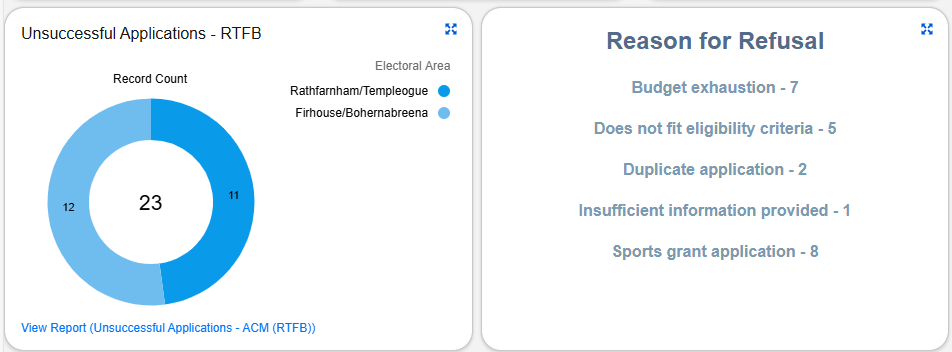 Unsuccessful Applications - RTFB
Electoral Area
Record Count
Rathfarnham/Templeogue
Firhouse/Bohernabreena
11
12
23
View Report (Unsuccessful Applications - ACM (RTFB))
Reason for Refusal
Budget exhaustion - 7
Does not fit eligibility criteria - 5
Duplicate application - 2
Insufficient information provided - 1
Sports grant application - 8